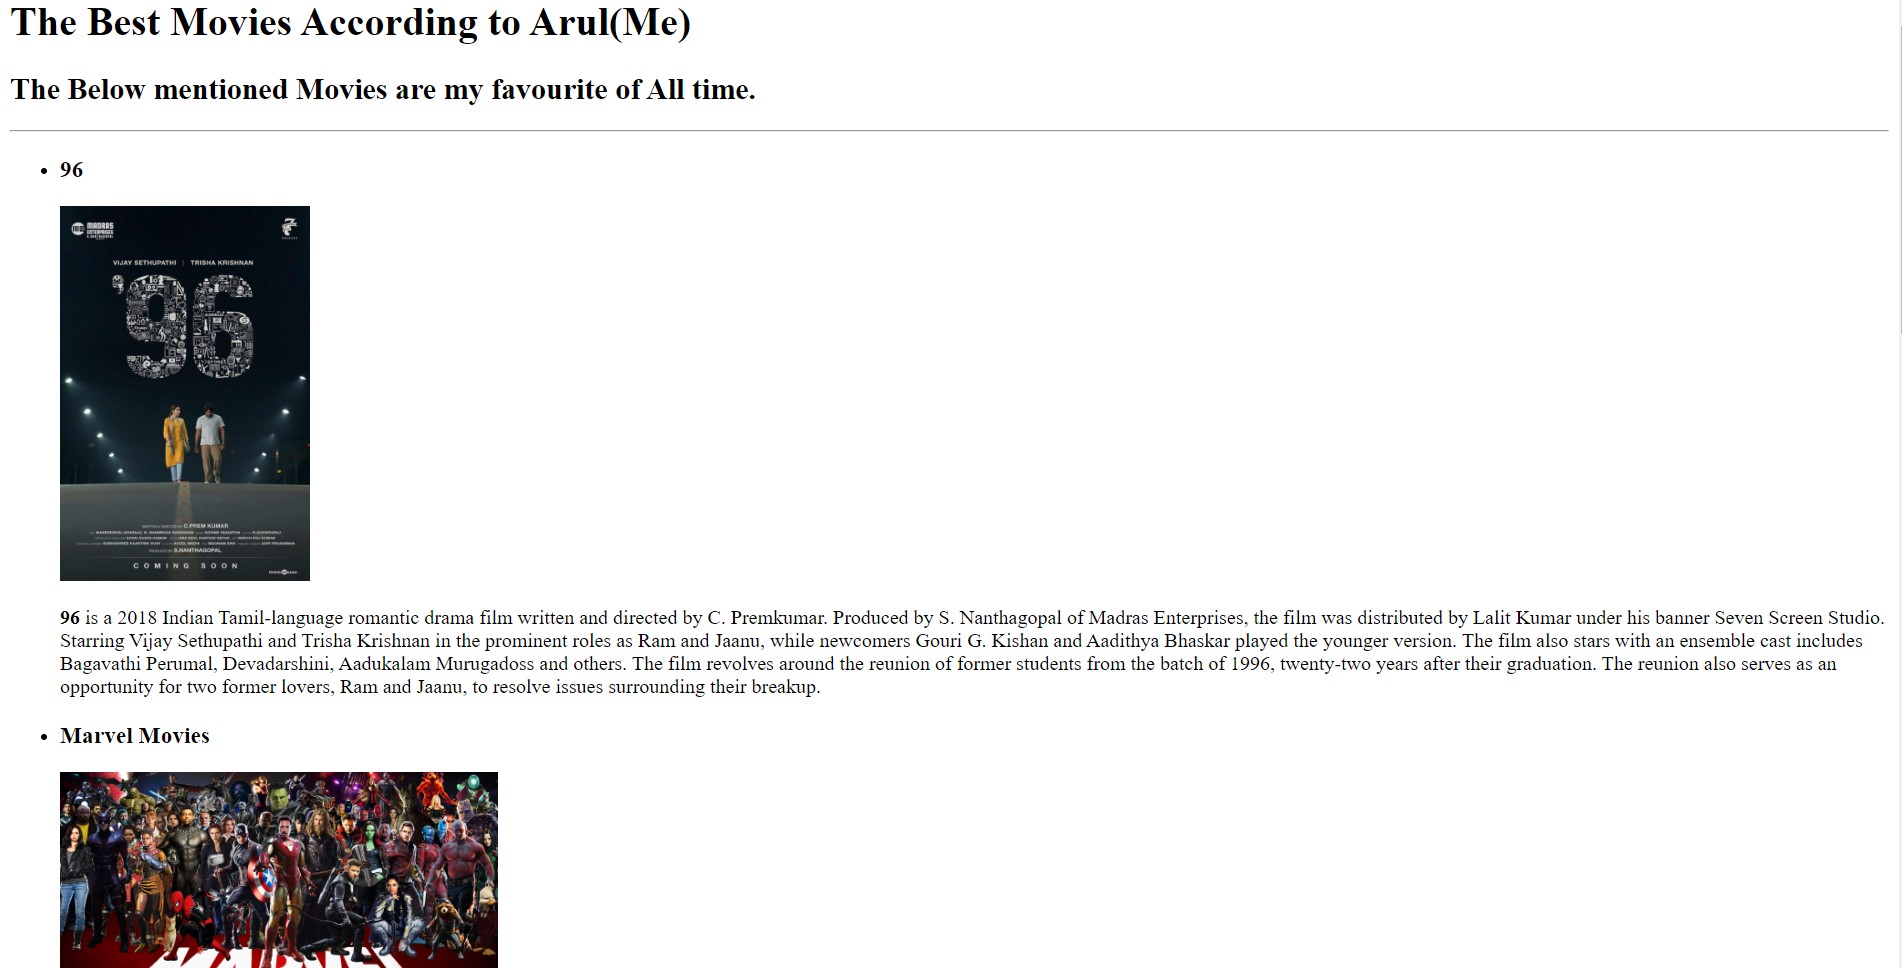 The Best Movies According to Arul(Me)
The Below mentioned Movies are my favourite of All time.
96
MADRAS
ENTERPRISES
VIJAY SETHUPATHI | TRISHA KRISHNAN
'96
WRITTEN & DIRECTED BY C.PREM KUMAR
PRODUCED BY S.NANTHAGOPAL
COMING SOON
96 is a 2018 Indian Tamil-language romantic drama film written and directed by C. Premkumar. Produced by S. Nanthagopal of Madras Enterprises, the film was distributed by Lalit Kumar under his banner Seven Screen Studio.
Starring Vijay Sethupathi and Trisha Krishnan in the prominent roles as Ram and Jaanu, while newcomers Gouri G. Kishan and Aadithya Bhaskar played the younger version. The film also stars with an ensemble cast includes
Bagavathi Perumal, Devadarshini, Aadukalam Murugadoss and others. The film revolves around the reunion of former students from the batch of 1996, twenty-two years after their graduation. The reunion also serves as an
opportunity for two former lovers, Ram and Jaanu, to resolve issues surrounding their breakup.
Marvel Movies